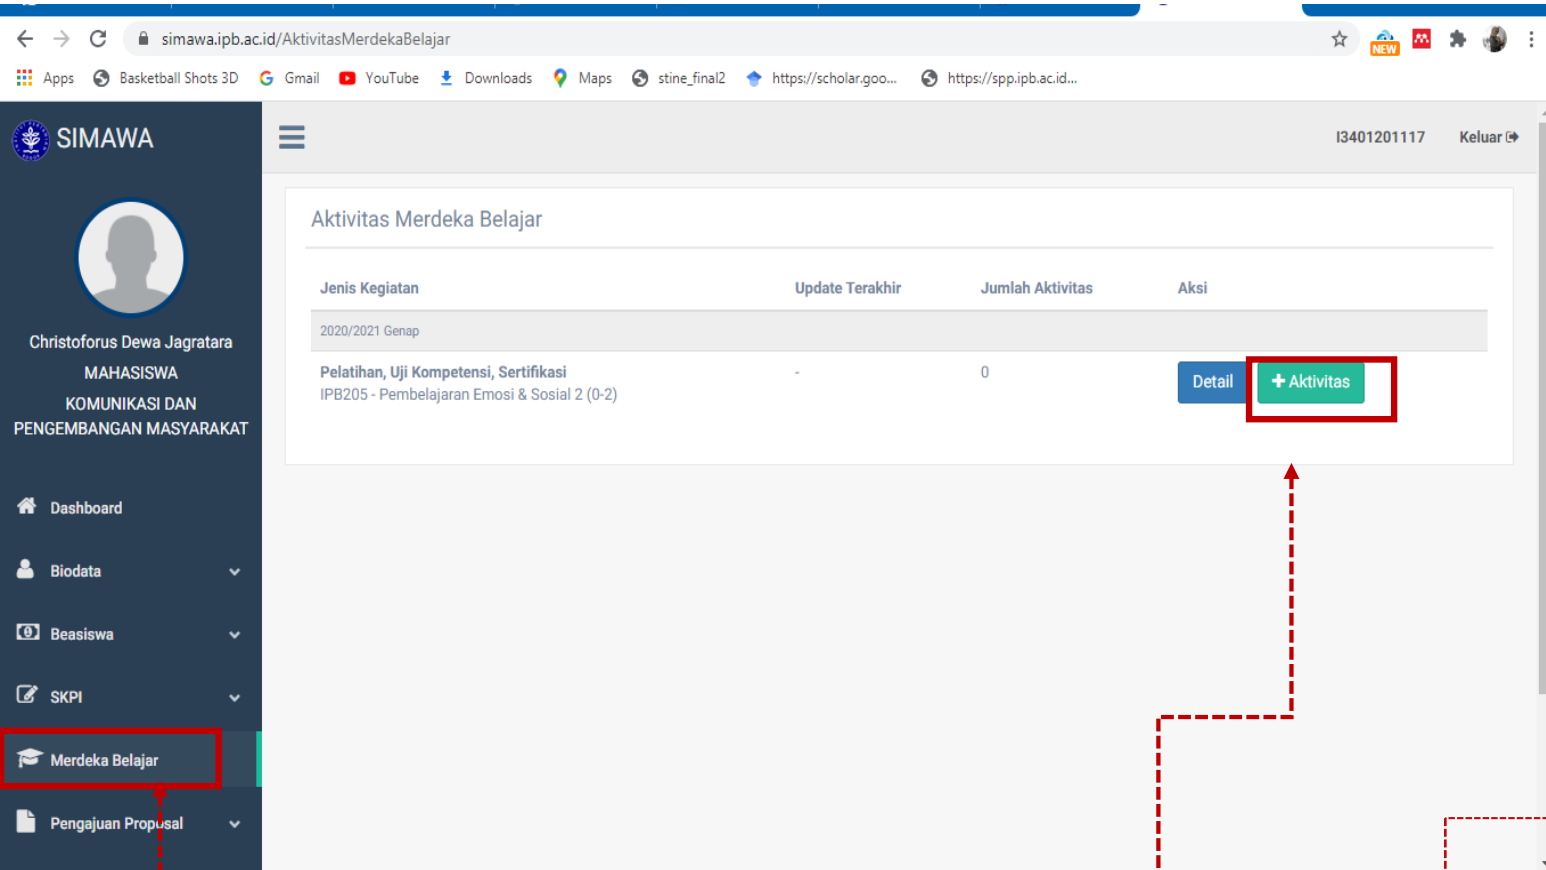 simawa.ipb.ac.id/AktivitasMerdekaBelajar
NEW
Apps Basketball Shots 3D Gmail YouTube Downloads Maps stine_final2 https://scholar.goo... https://spp.ipb.ac.id...
SIMAWA
I3401201117 Keluar
Christoforus Dewa Jagratara
MAHASISWA
KOMUNIKASI DAN
PENGEMBANGAN MASYARAKAT
Dashboard
Biodata
Beasiswa
SKPI
Merdeka Belajar
Pengajuan Proposal
Aktivitas Merdeka Belajar
Jenis Kegiatan Update Terakhir Jumlah Aktivitas Aksi
2020/2021 Genap
Pelatihan, Uji Kompetensi, Sertifikasi - 0 Detail + Aktivitas
IPB205 - Pembelajaran Emosi & Sosial 2 (0-2)